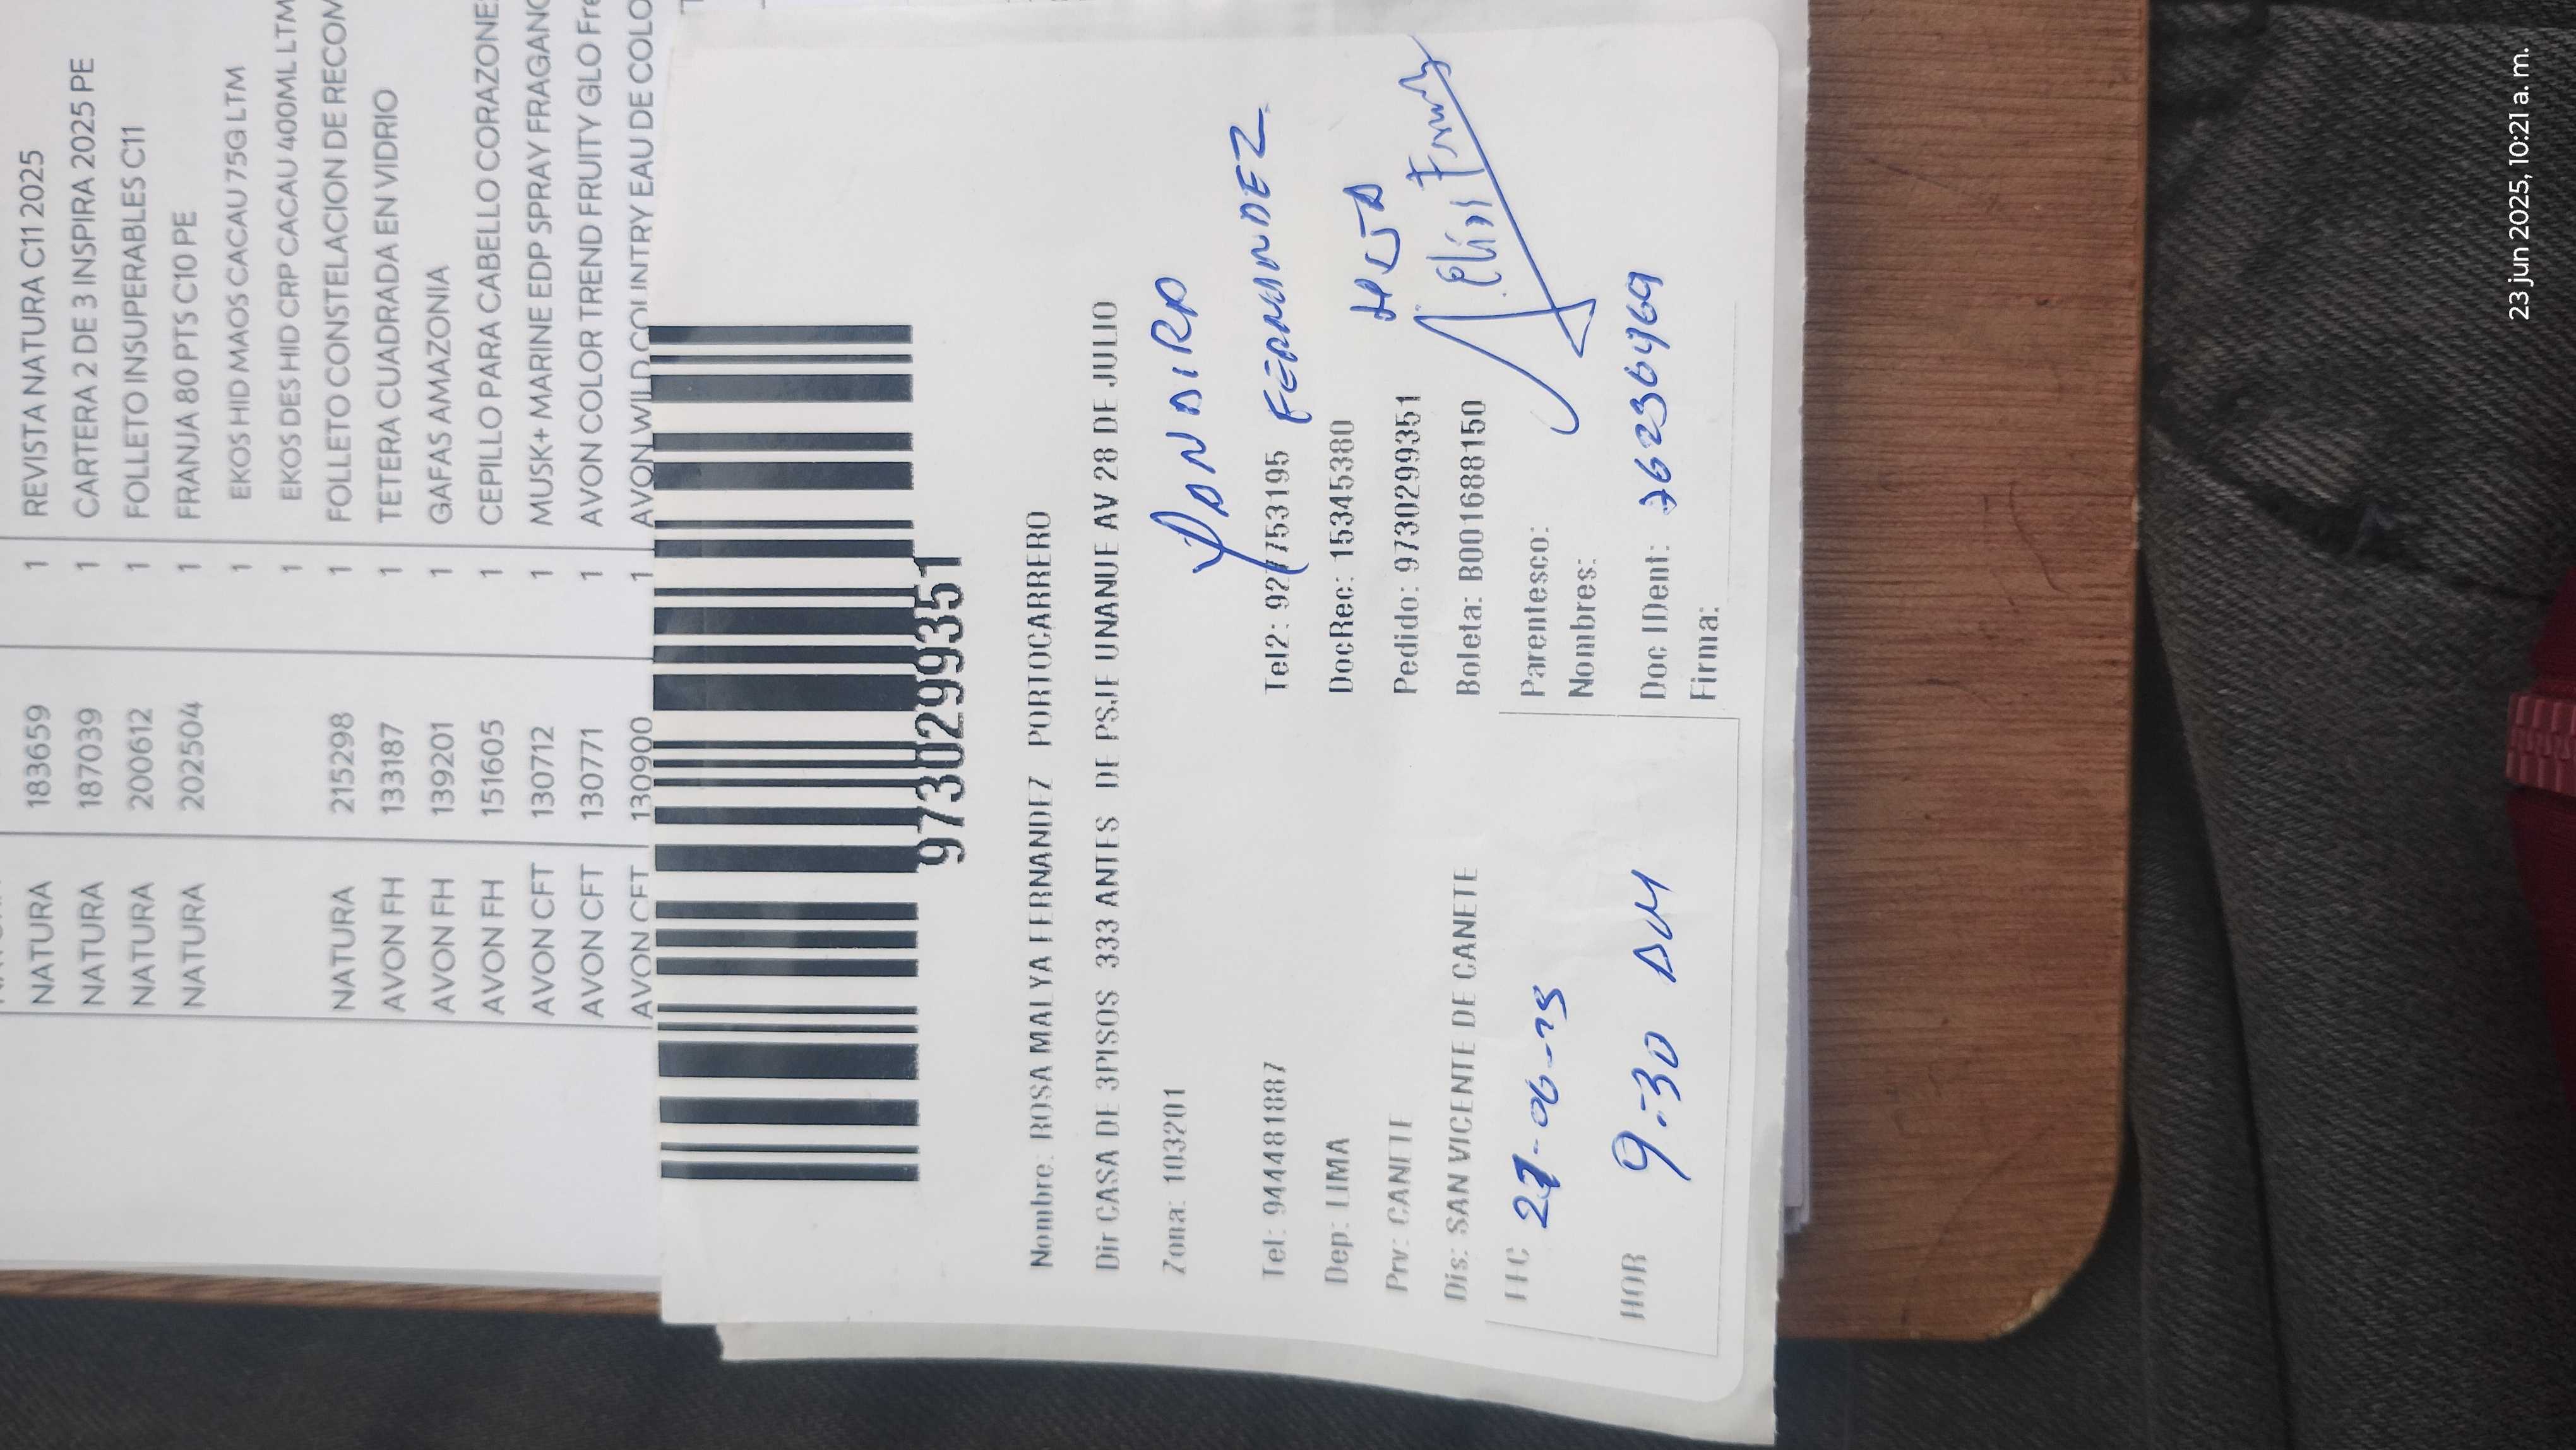 NATURA 183659 1 REVISTA NATURA C11 2025
NATURA 187039 1 CARTERA 2 DE 3 INSPIRA 2025 PE
NATURA 200612 1 FOLLETO INSUPERABLES C11
NATURA 202504 1 FRANJA 80 PTS C10 PE
1 EKOS HID MAOS CACAU 75G LTM
1 EKOS DES HID CRP CACAU 400ML LTM
NATURA 215298 1 FOLLETO CONSTELACION DE RECON
AVON FH 133187 1 TETERA CUADRADA EN VIDRIO
AVON FH 139201 1 GAFAS AMAZONIA
AVON FH 151605 1 CEPILLO PARA CABELLO CORAZONE
AVON CFT 130712 1 MUSK+ MARINE EDP SPRAY FRAGANC
AVON CFT 130771 1 AVON COLOR TREND FRUITY GLO Fre
AVON CFT 130900 1 AVON WILD COUNTRY EAU DE COLO
9730299351
Nombre: ROSA MALVA FERNANDEZ PORTOCARRERO
Dir CASA DE 3PISOS 333 ANTES DE PSJE UNANUE AV 28 DE JULIO
Zona: 103201
Tel: 944481887 Tel2: 927753195 FERNANDEZ
Dep: LIMA DocRec: 15345380 HIJA
Prv: CANETE Pedido: 9730299351
Dis: SAN VICENTE DE CANETE Boleta: B001688150
FEC Parentesco:
Nombres:
HOR 9:30 AM Doc IDent:
Firma:
23 jun 2025, 10:21 a. m.